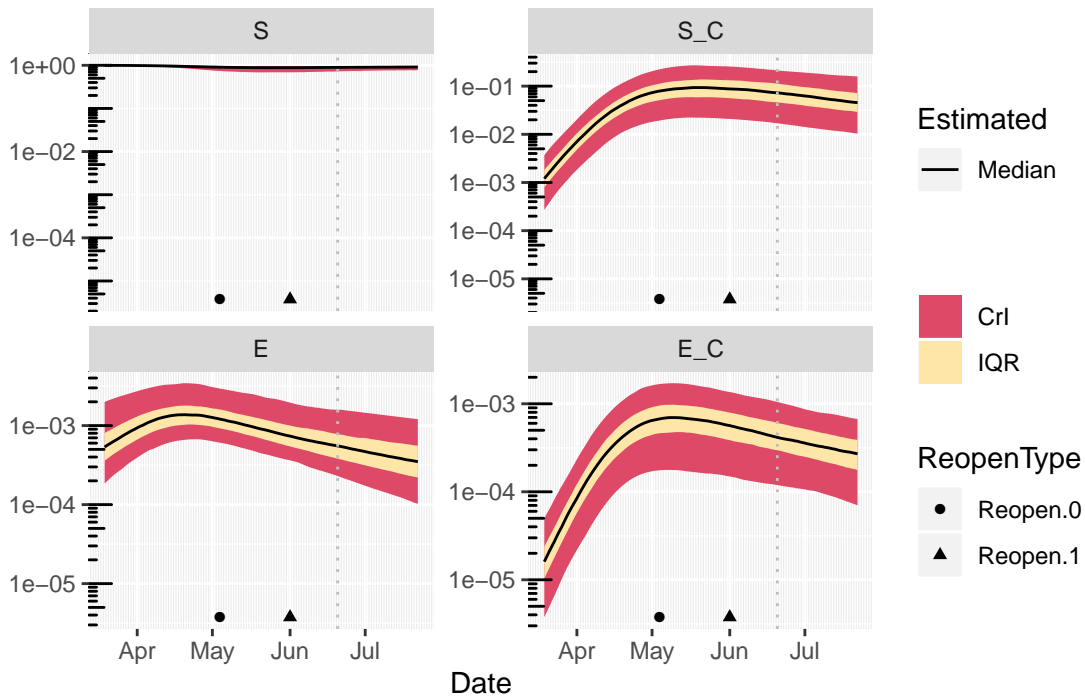 S
S_C
1e+00
1e−02
1e−04
1e−01
1e−02
1e−03
1e−04
1e−05
E
E_C
1e−03
1e−04
1e−05
1e−03
1e−04
1e−05
Apr May Jun Jul
Apr May Jun Jul
Date
Estimated
Median
CrI
IQR
ReopenType
Reopen.0
Reopen.1